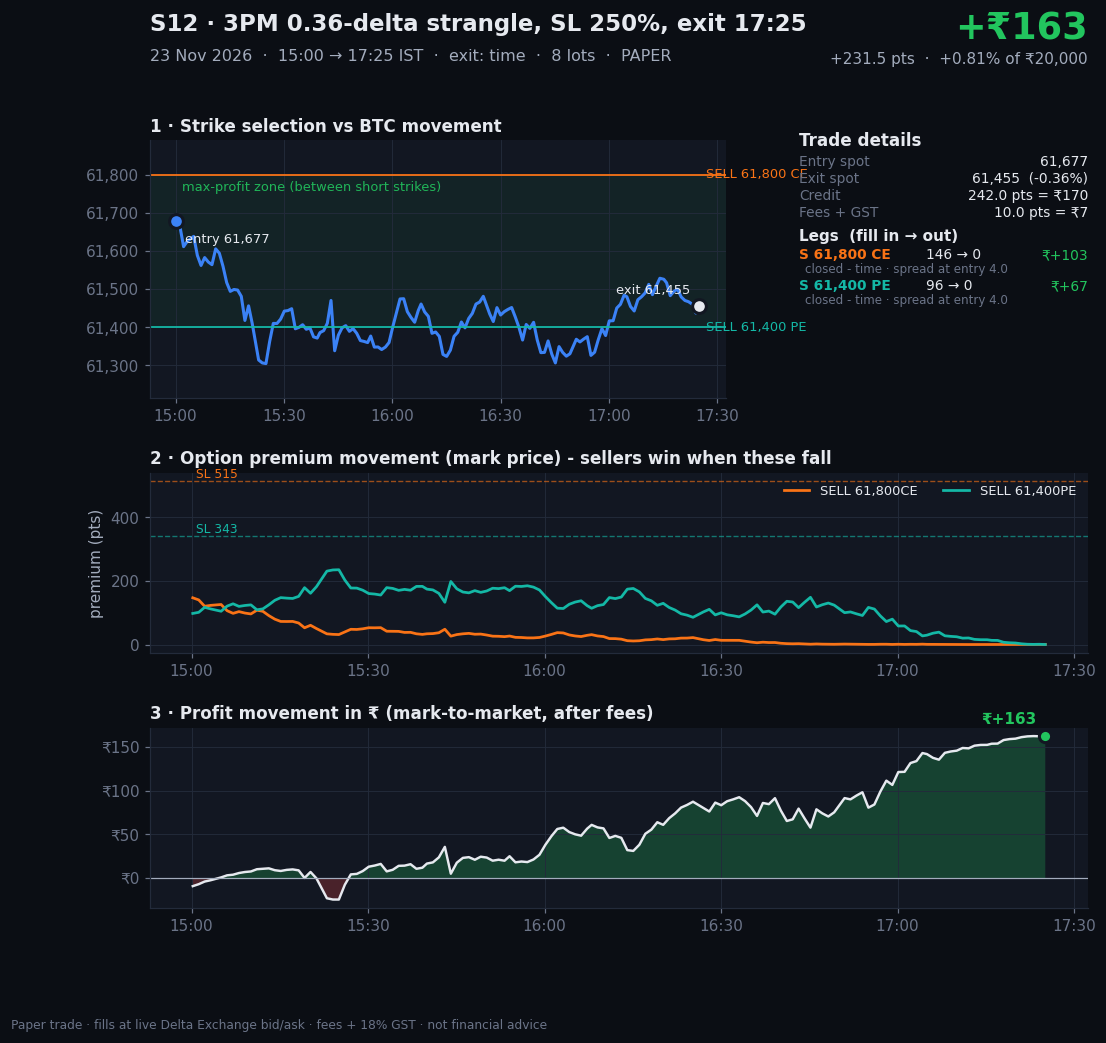 S12 · 3PM 0.36-delta strangle, SL 250%, exit 17:25
+₹163
23 Nov 2026 · 15:00 → 17:25 IST · exit: time · 8 lots · PAPER
+231.5 pts · +0.81% of ₹20,000
1 · Strike selection vs BTC movement
61,800
61,700
61,600
61,500
61,400
61,300
SELL 61,800 CE
max-profit zone (between short strikes)
entry 61,677
exit 61,455
SELL 61,400 PE
15:00
15:30
16:00
16:30
17:00
17:30
Trade details
Entry spot 61,677
Exit spot 61,455 (-0.36%)
Credit 242.0 pts = ₹170
Fees + GST 10.0 pts = ₹7
Legs (fill in → out)
S 61,800 CE 146 → 0 ₹+103
closed - time · spread at entry 4.0
S 61,400 PE 96 → 0 ₹+67
closed - time · spread at entry 4.0
2 · Option premium movement (mark price) - sellers win when these fall
SL 515
SELL 61,800CE
SELL 61,400PE
SL 343
premium (pts)
400
200
0
15:00
15:30
16:00
16:30
17:00
17:30
3 · Profit movement in ₹ (mark-to-market, after fees)
₹+163
₹150
₹100
₹50
₹0
15:00
15:30
16:00
16:30
17:00
17:30
Paper trade · fills at live Delta Exchange bid/ask · fees + 18% GST · not financial advice